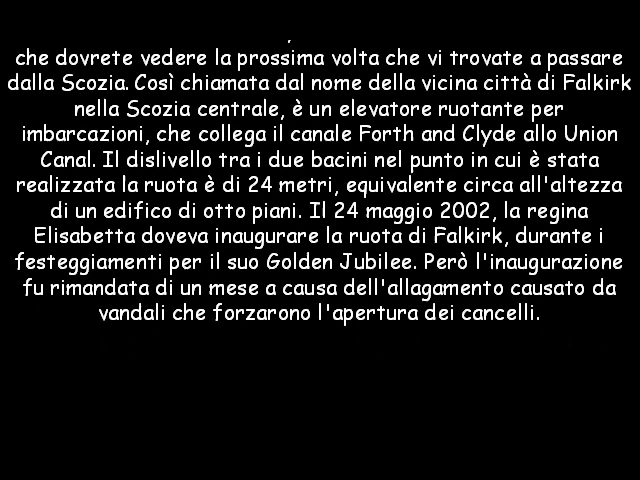 che dovrete vedere la prossima volta che vi trovate a passare
dalla Scozia. Così chiamata dal nome della vicina città di Falkirk
nella Scozia centrale, è un elevatore ruotante per
imbarcazioni, che collega il canale Forth and Clyde allo Union
Canal. Il dislivello tra i due bacini nel punto in cui è stata
realizzata la ruota è di 24 metri, equivalente circa all'altezza
di un edifico di otto piani. Il 24 maggio 2002, la regina
Elisabetta doveva inaugurare la ruota di Falkirk, durante i
festeggiamenti per il suo Golden Jubilee. Però l'inaugurazione
fu rimandata di un mese a causa dell'allagamento causato da
vandali che forzarono l'apertura dei cancelli.